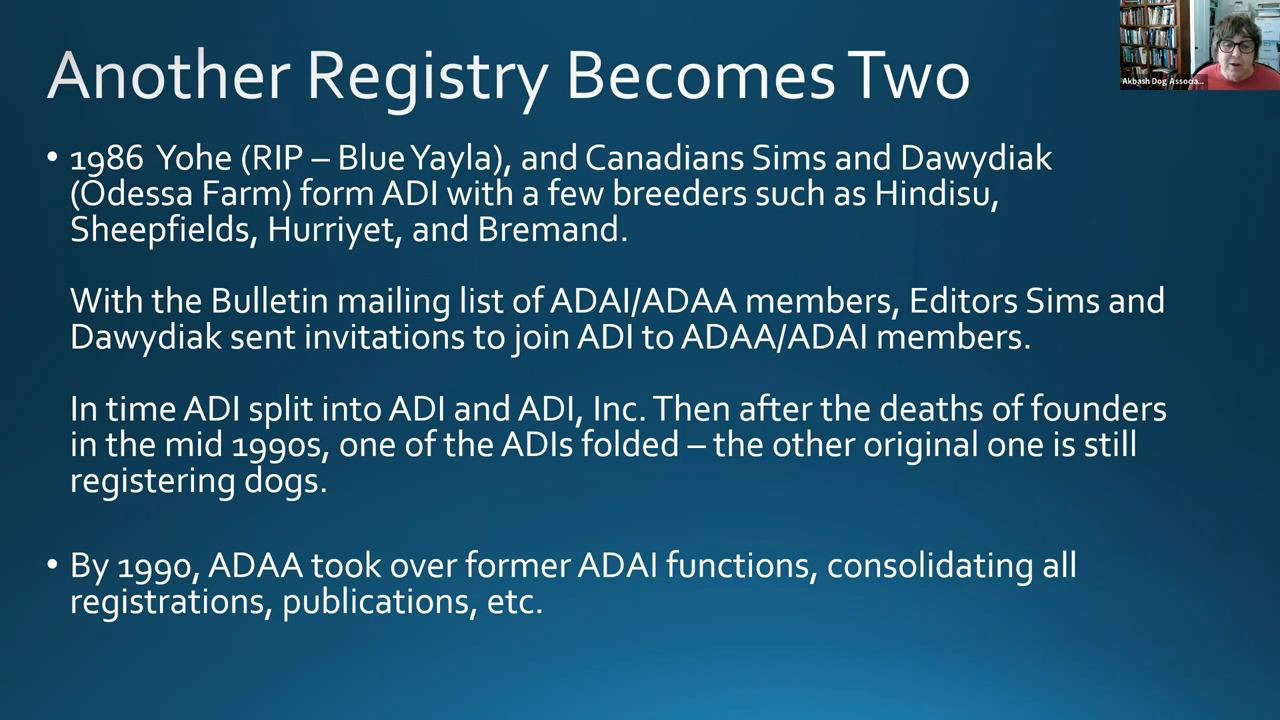 Another Registry Becomes Two
Akbash Dog Associa...
• 1986 Yohe (RIP – Blue Yayla), and Canadians Sims and Dawydiak
(Odessa Farm) form ADI with a few breeders such as Hindisu,
Sheepfields, Hurriyet, and Bremand.
With the Bulletin mailing list of ADAI/ADAA members, Editors Sims and
Dawydiak sent invitations to join ADI to ADAA/ADAI members.
In time ADI split into ADI and ADI, Inc. Then after the deaths of founders
in the mid 1990s, one of the ADIs folded – the other original one is still
registering dogs.
• By 1990, ADAA took over former ADAI functions, consolidating all
registrations, publications, etc.